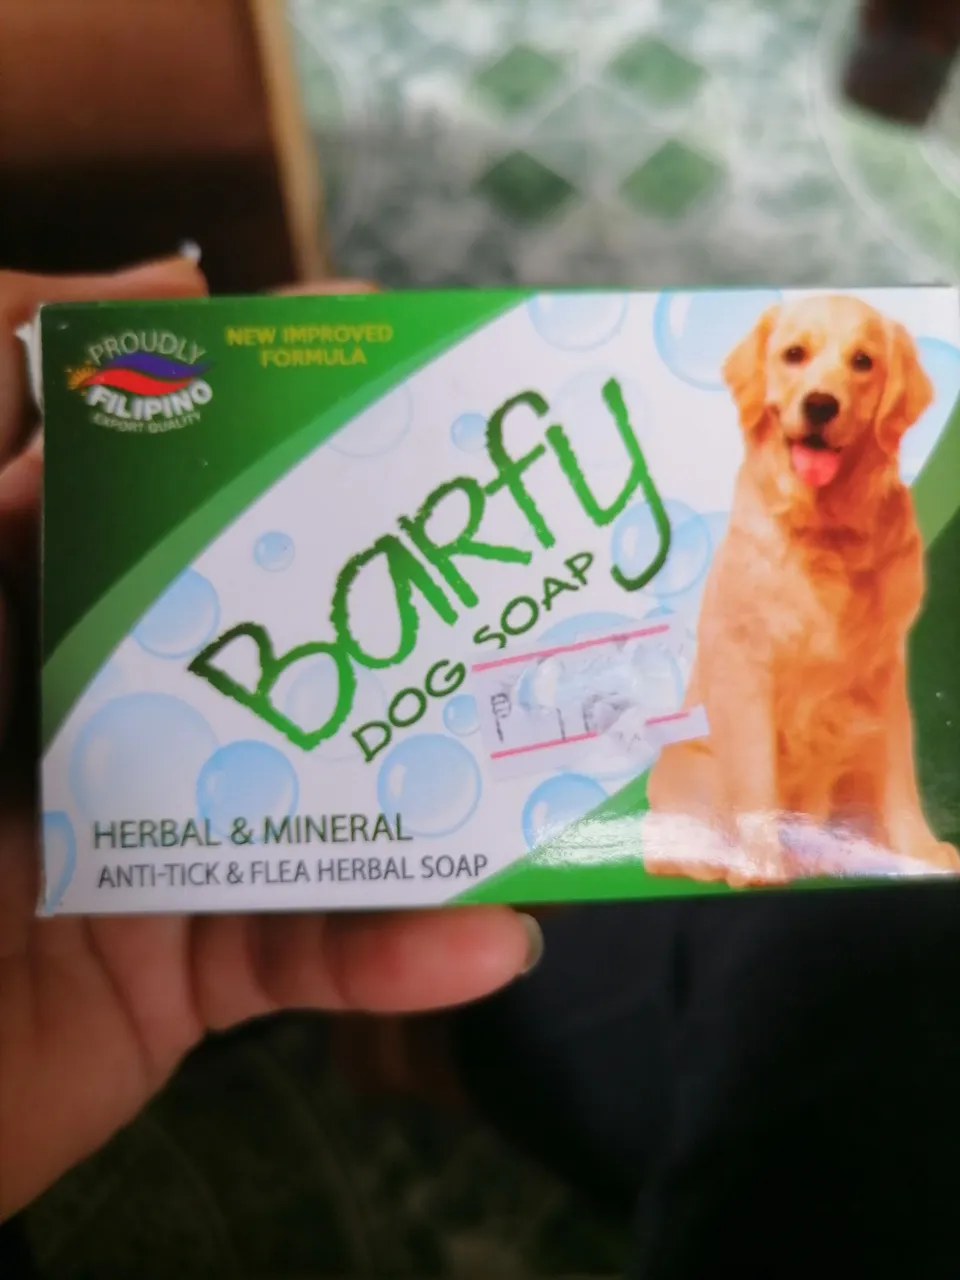 PROUDLY
FILIPINO
EXPORT QUALITY
NEW IMPROVED
FORMULA
Barfy
DOG SOAP
HERBAL & MINERAL
ANTI-TICK & FLEA HERBAL SOAP